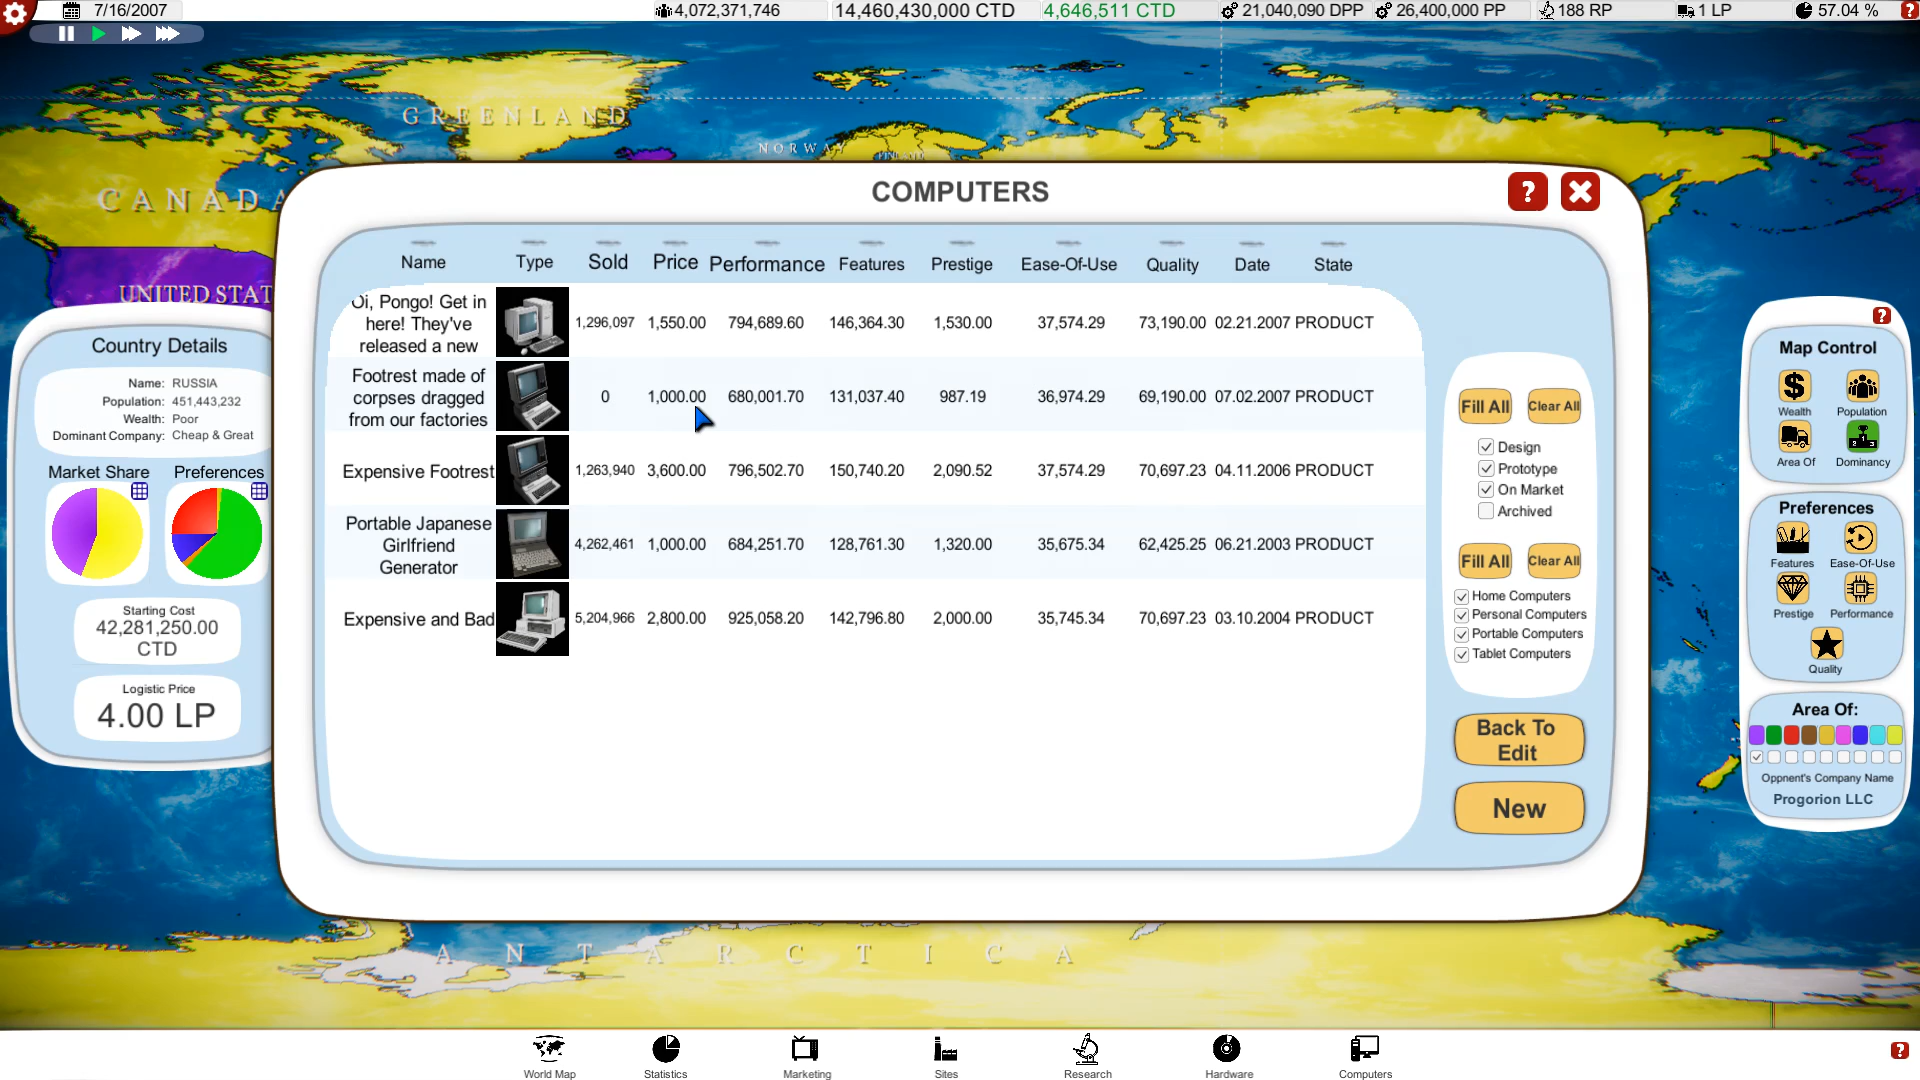 7/16/2007
4,072,371,746
14,460,430,000 CTD
4,646,511 CTD
21,040,090 DPP
26,400,000 PP
188 RP
1 LP
57.04 %
?
GREENLAND
NORWAY
FINLAND
CANADA
UNITED STAT
COMPUTERS
?
Name Type Sold Price Performance Features Prestige Ease-Of-Use Quality Date State
Oi, Pongo! Get in
here! They've
released a new
1,296,097 1,550.00 794,689.60 146,364.30 1,530.00 37,574.29 73,190.00 02.21.2007 PRODUCT
Footrest made of
corpses dragged
from our factories
0 1,000.00 680,001.70 131,037.40 987.19 36,974.29 69,190.00 07.02.2007 PRODUCT
Expensive Footrest
1,263,940 3,600.00 796,502.70 150,740.20 2,090.52 37,574.29 70,697.23 04.11.2006 PRODUCT
Portable Japanese
Girlfriend
Generator
4,262,461 1,000.00 684,251.70 128,761.30 1,320.00 35,675.34 62,425.25 06.21.2003 PRODUCT
Expensive and Bad
5,204,966 2,800.00 925,058.20 142,796.80 2,000.00 35,745.34 70,697.23 03.10.2004 PRODUCT
Fill All Clear All
Design
Prototype
On Market
Archived
Fill All Clear All
Home Computers
Personal Computers
Portable Computers
Tablet Computers
Back To
Edit
New
Country Details
Name: RUSSIA
Population: 451,443,232
Wealth: Poor
Dominant Company: Cheap & Great
Market Share Preferences
Starting Cost
42,281,250.00
CTD
Logistic Price
4.00 LP
?
Map Control
Wealth Population
Area Of Dominancy
Preferences
Features Ease-Of-Use
Prestige Performance
Quality
Area Of:
Oppnent's Company Name
Progorion LLC
ANTARCTICA
World Map Statistics Marketing Sites Research Hardware Computers
?